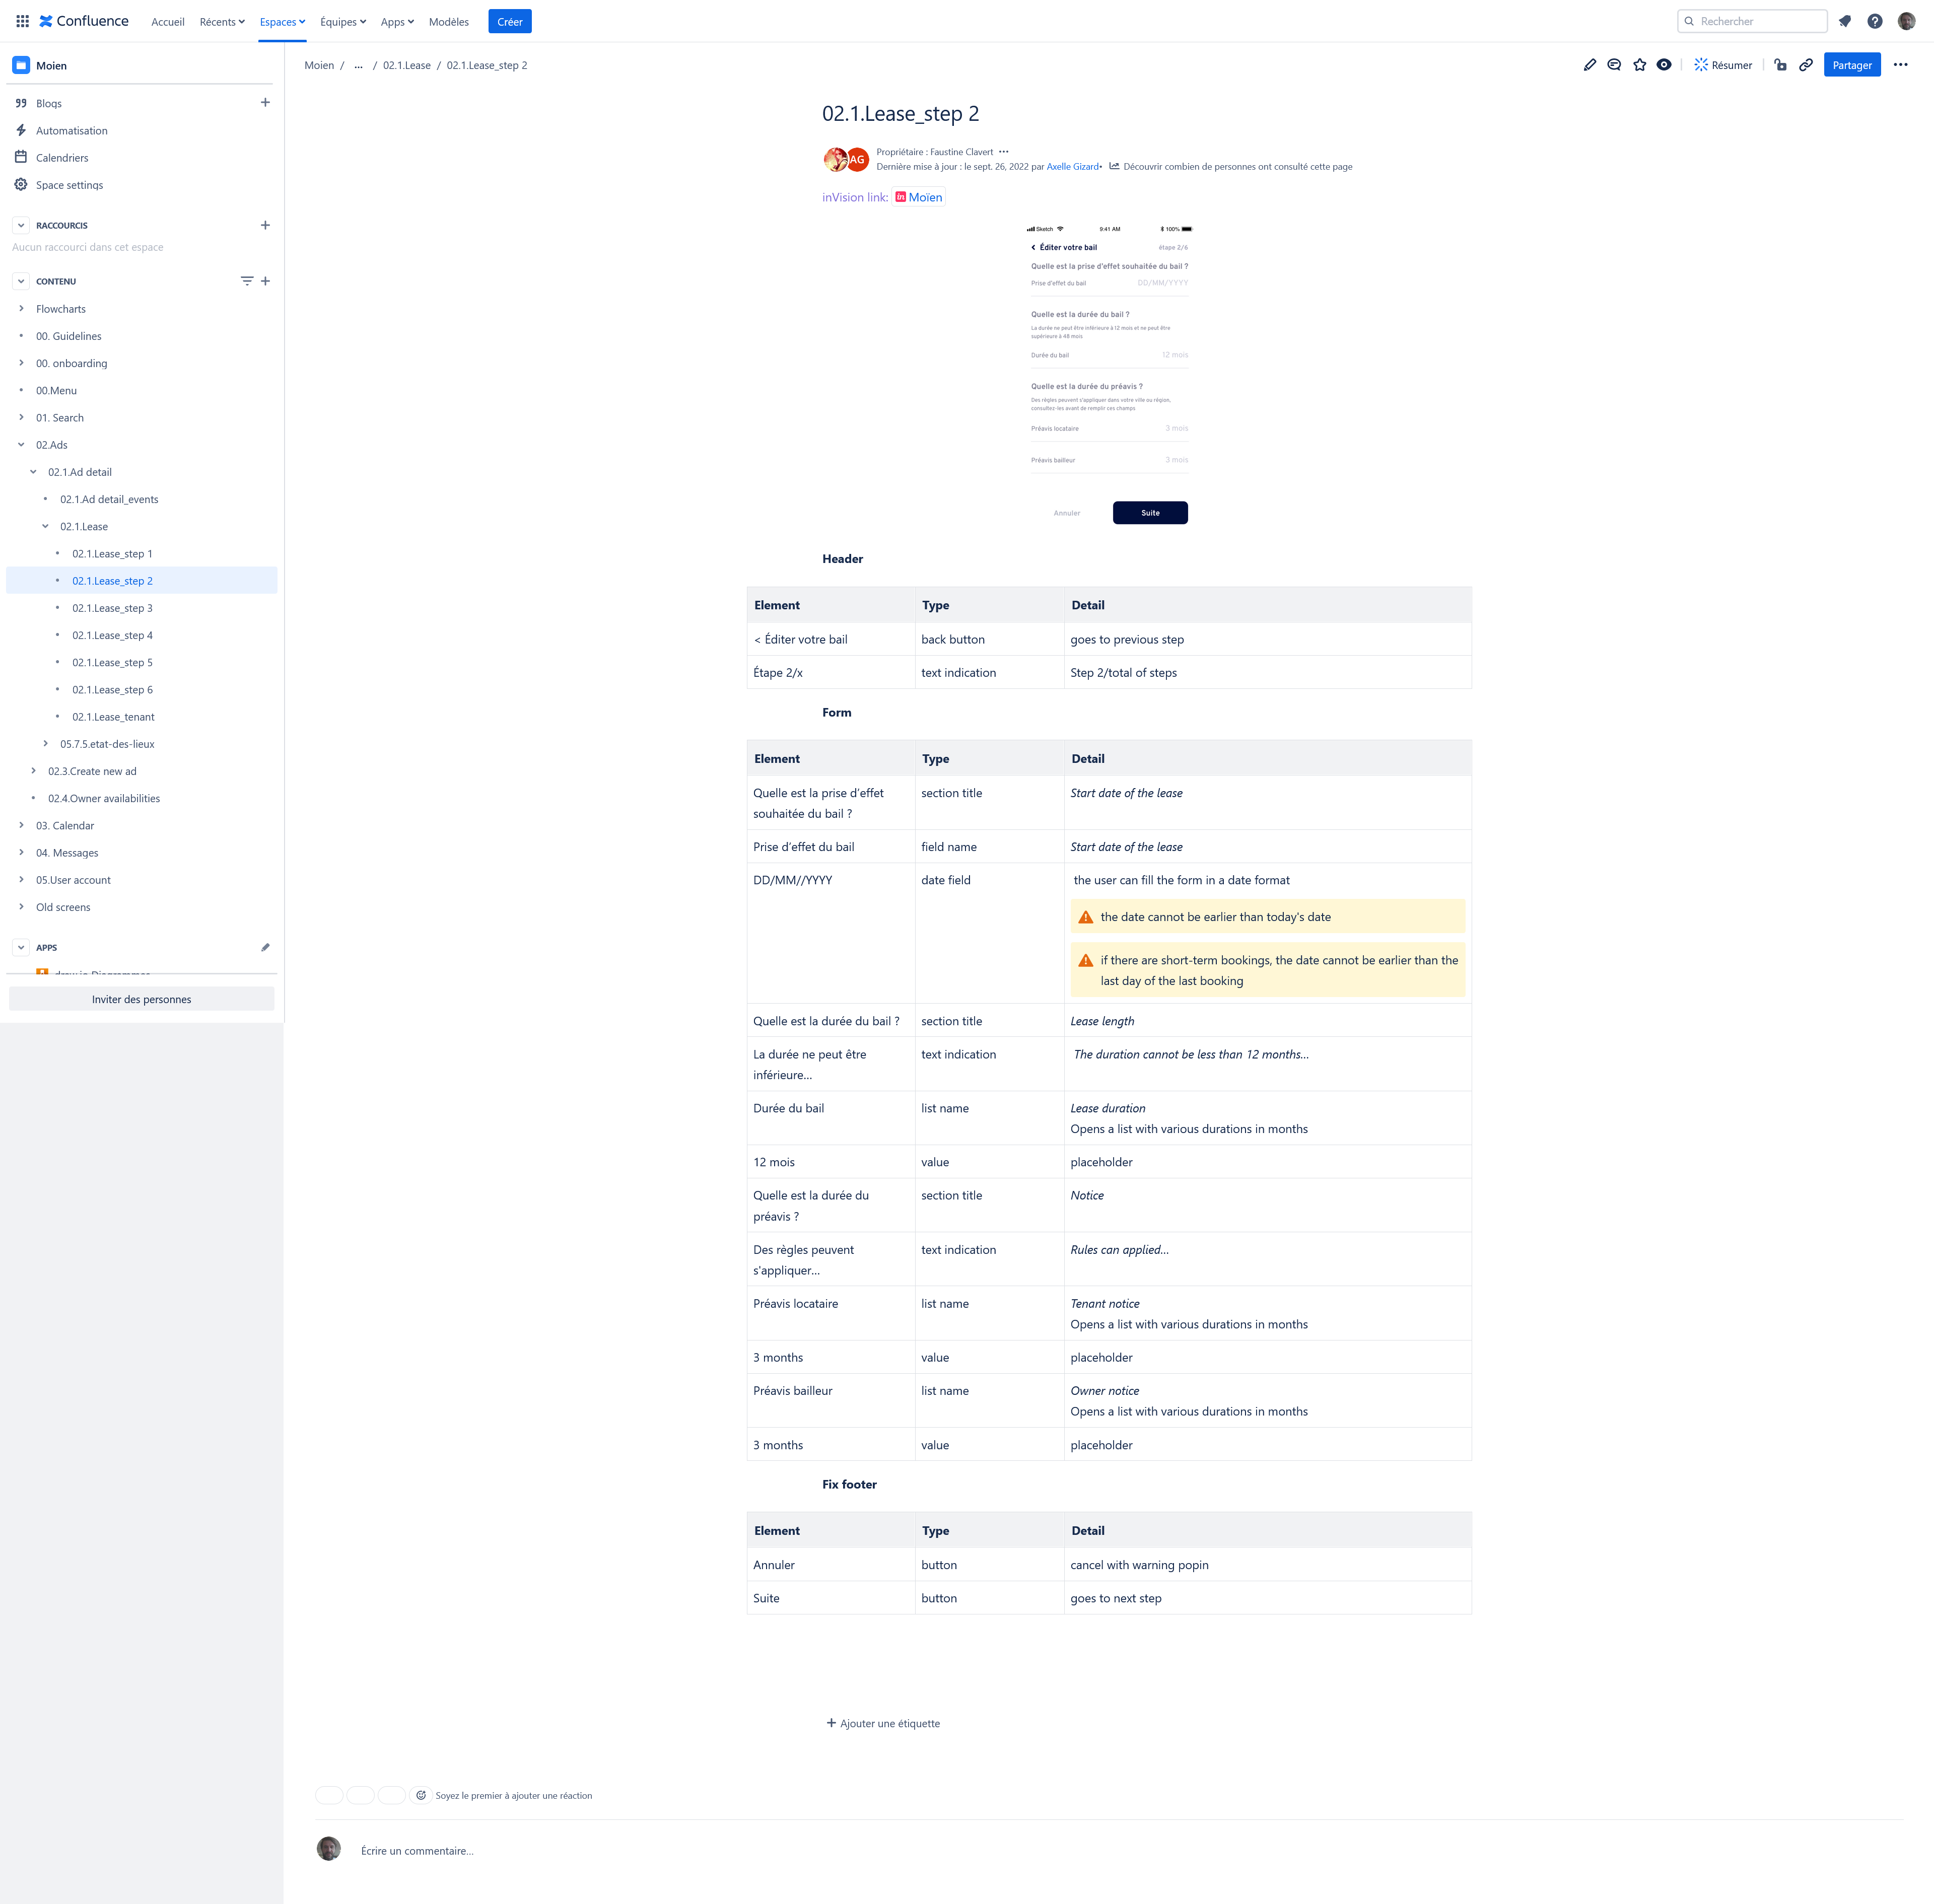 Confluence
Accueil
Récents
Espaces
Équipes
Apps
Modèles
Créer
Rechercher
Moien
Blogs
Automatisation
Calendriers
Space settings
RACCOURCIS
Aucun raccourci dans cet espace
CONTENU
Flowcharts
00. Guidelines
00. onboarding
00.Menu
01. Search
02.Ads
02.1.Ad detail
02.1.Ad detail_events
02.1.Lease
02.1.Lease_step 1
02.1.Lease_step 2
02.1.Lease_step 3
02.1.Lease_step 4
02.1.Lease_step 5
02.1.Lease_step 6
02.1.Lease_tenant
05.7.5.etat-des-lieux
02.3.Create new ad
02.4.Owner availabilities
03. Calendar
04. Messages
05.User account
Old screens
APPS
Inviter des personnes
Moien / ... / 02.1.Lease / 02.1.Lease_step 2
Résumer
Partager
02.1.Lease_step 2
AG
Propriétaire : Faustine Clavert
Dernière mise à jour : le sept. 26, 2022 par Axelle Gizard• Découvrir combien de personnes ont consulté cette page
inVision link: in Moïen
Sketch 9:41 AM 100%
Éditer votre bail étape 2/6
Quelle est la prise d'effet souhaitée du bail ?
Prise d'effet du bail DD/MM/YYYY
Quelle est la durée du bail ?
La durée ne peut être inférieure à 12 mois et ne peut être
supérieure à 48 mois
Durée du bail 12 mois
Quelle est la durée du préavis ?
Des règles peuvent s'appliquer dans votre ville ou région,
consultez-les avant de remplir ces champs
Préavis locataire 3 mois
Préavis bailleur 3 mois
Annuler Suite
Header
Element Type Detail
< Éditer votre bail back button goes to previous step
Étape 2/x text indication Step 2/total of steps
Form
Element Type Detail
Quelle est la prise d'effet section title Start date of the lease
souhaitée du bail ?
Prise d'effet du bail field name Start date of the lease
DD/MM//YYYY date field the user can fill the form in a date format
the date cannot be earlier than today's date
if there are short-term bookings, the date cannot be earlier than the
last day of the last booking
Quelle est la durée du bail ? section title Lease length
La durée ne peut être text indication The duration cannot be less than 12 months...
inférieure...
Durée du bail list name Lease duration
Opens a list with various durations in months
12 mois value placeholder
Quelle est la durée du section title Notice
préavis ?
Des règles peuvent text indication Rules can applied...
s'appliquer...
Préavis locataire list name Tenant notice
Opens a list with various durations in months
3 months value placeholder
Préavis bailleur list name Owner notice
Opens a list with various durations in months
3 months value placeholder
Fix footer
Element Type Detail
Annuler button cancel with warning popin
Suite button goes to next step
Ajouter une étiquette
Soyez le premier à ajouter une réaction
Écrire un commentaire...